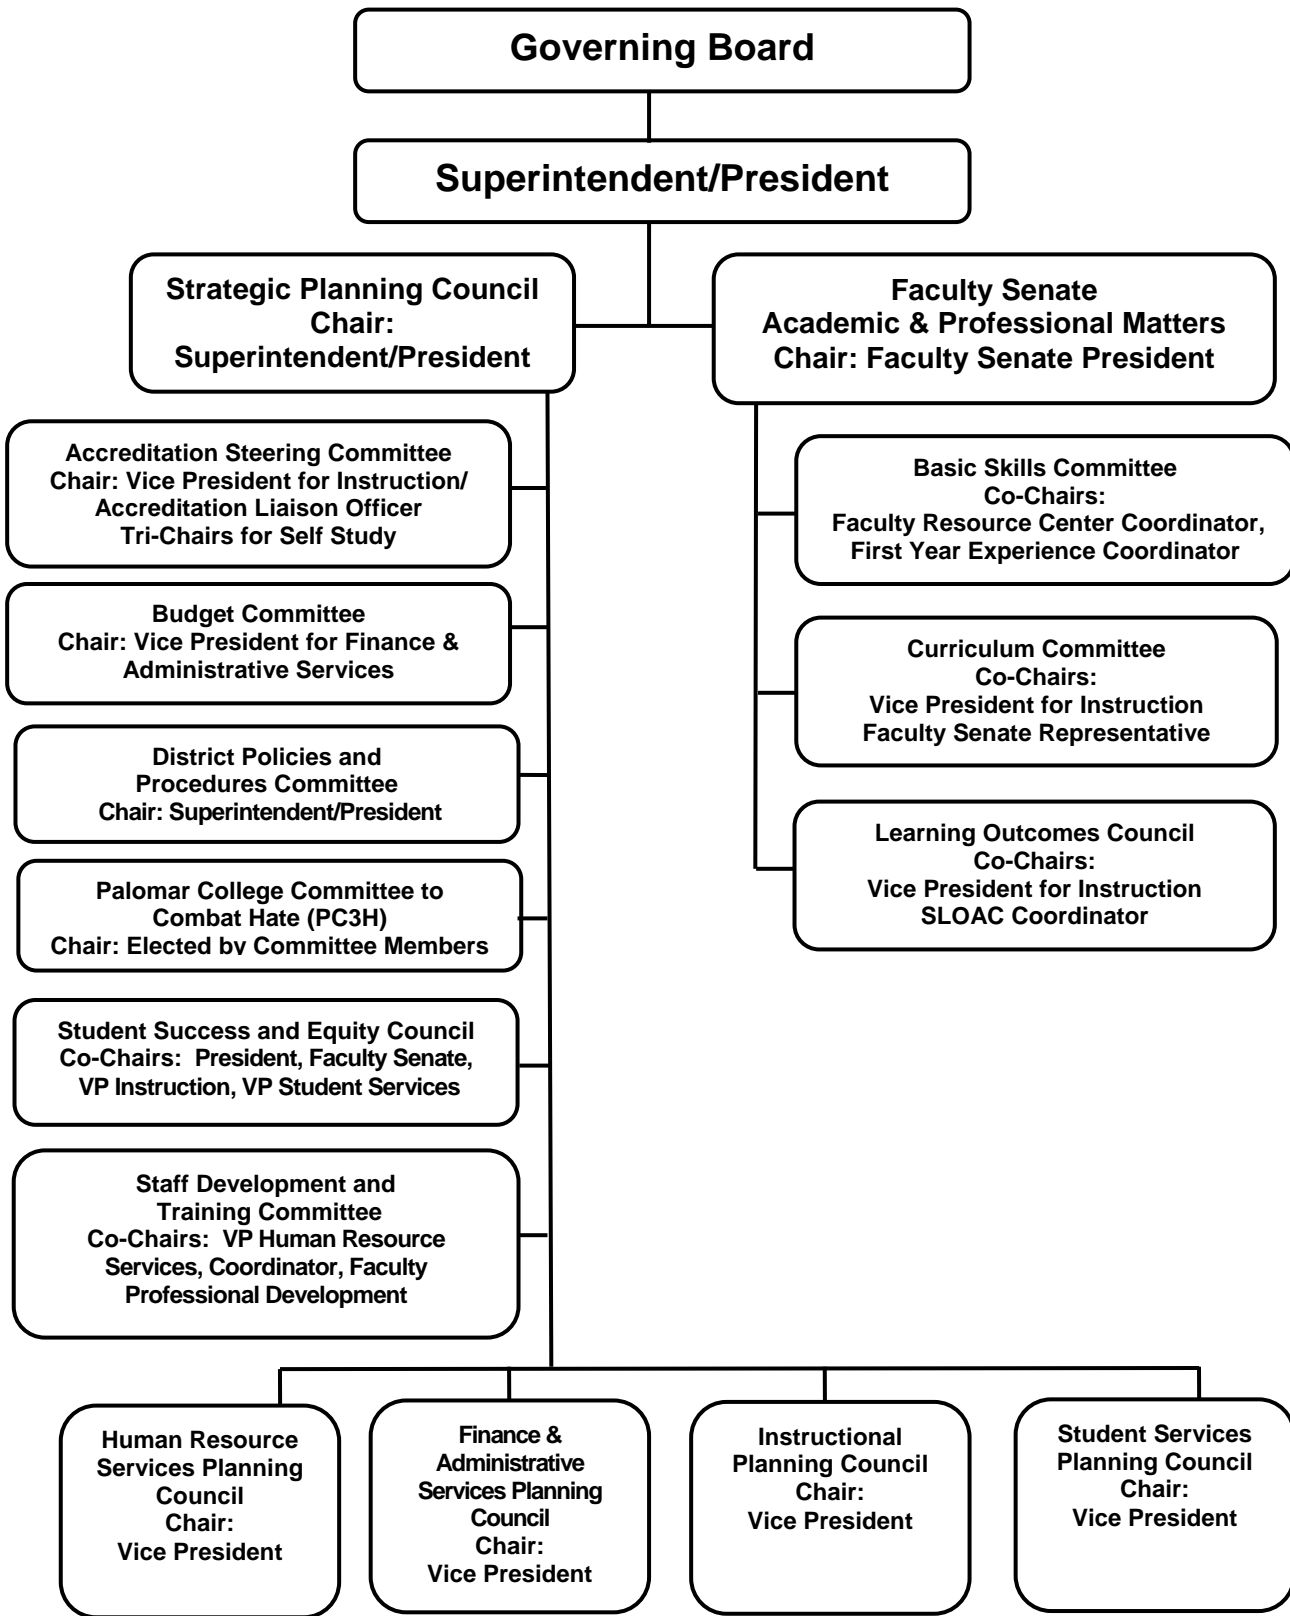 Governing Board
Superintendent/President
Strategic Planning Council
Chair:
Superintendent/President
Faculty Senate
Academic & Professional Matters
Chair: Faculty Senate President
Accreditation Steering Committee
Chair: Vice President for Instruction/
Accreditation Liaison Officer
Tri-Chairs for Self Study
Budget Committee
Chair: Vice President for Finance &
Administrative Services
District Policies and
Procedures Committee
Chair: Superintendent/President
Palomar College Committee to
Combat Hate (PC3H)
Chair: Elected by Committee Members
Student Success and Equity Council
Co-Chairs: President, Faculty Senate,
VP Instruction, VP Student Services
Staff Development and
Training Committee
Co-Chairs: VP Human Resource
Services, Coordinator, Faculty
Professional Development
Basic Skills Committee
Co-Chairs:
Faculty Resource Center Coordinator,
First Year Experience Coordinator
Curriculum Committee
Co-Chairs:
Vice President for Instruction
Faculty Senate Representative
Learning Outcomes Council
Co-Chairs:
Vice President for Instruction
SLOAC Coordinator
Human Resource
Services Planning
Council
Chair:
Vice President
Finance &
Administrative
Services Planning
Council
Chair:
Vice President
Instructional
Planning Council
Chair:
Vice President
Student Services
Planning Council
Chair:
Vice President